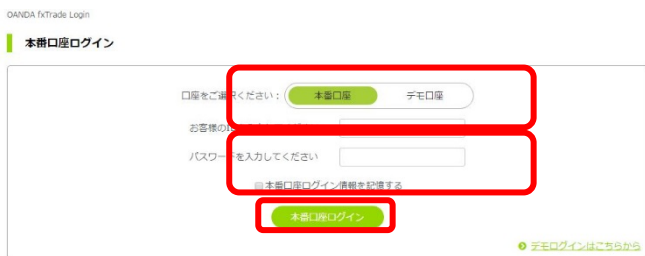 OANDA fxTrade Login
本番口座ログイン
口座をご選択ください： 本番口座 デモ口座
お客様の
パスワードを入力してください
本番口座ログイン情報を記憶する
本番口座ログイン
デモログインはこちらから